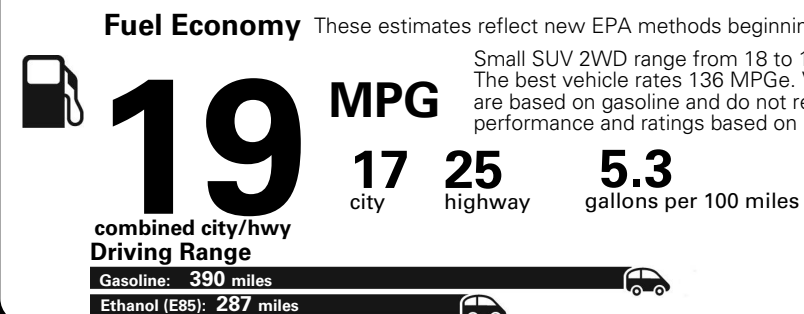 Fuel Economy These estimates reflect new EPA methods
Small SUV 2WD range from 18 to
The best vehicle rates 136 MPGe.
are based on gasoline and do not
performance and ratings based on
19 MPG
17 25 5.3
city highway gallons per 100 miles
combined city/hwy
Driving Range
Gasoline: 390 miles
Ethanol (E85): 287 miles